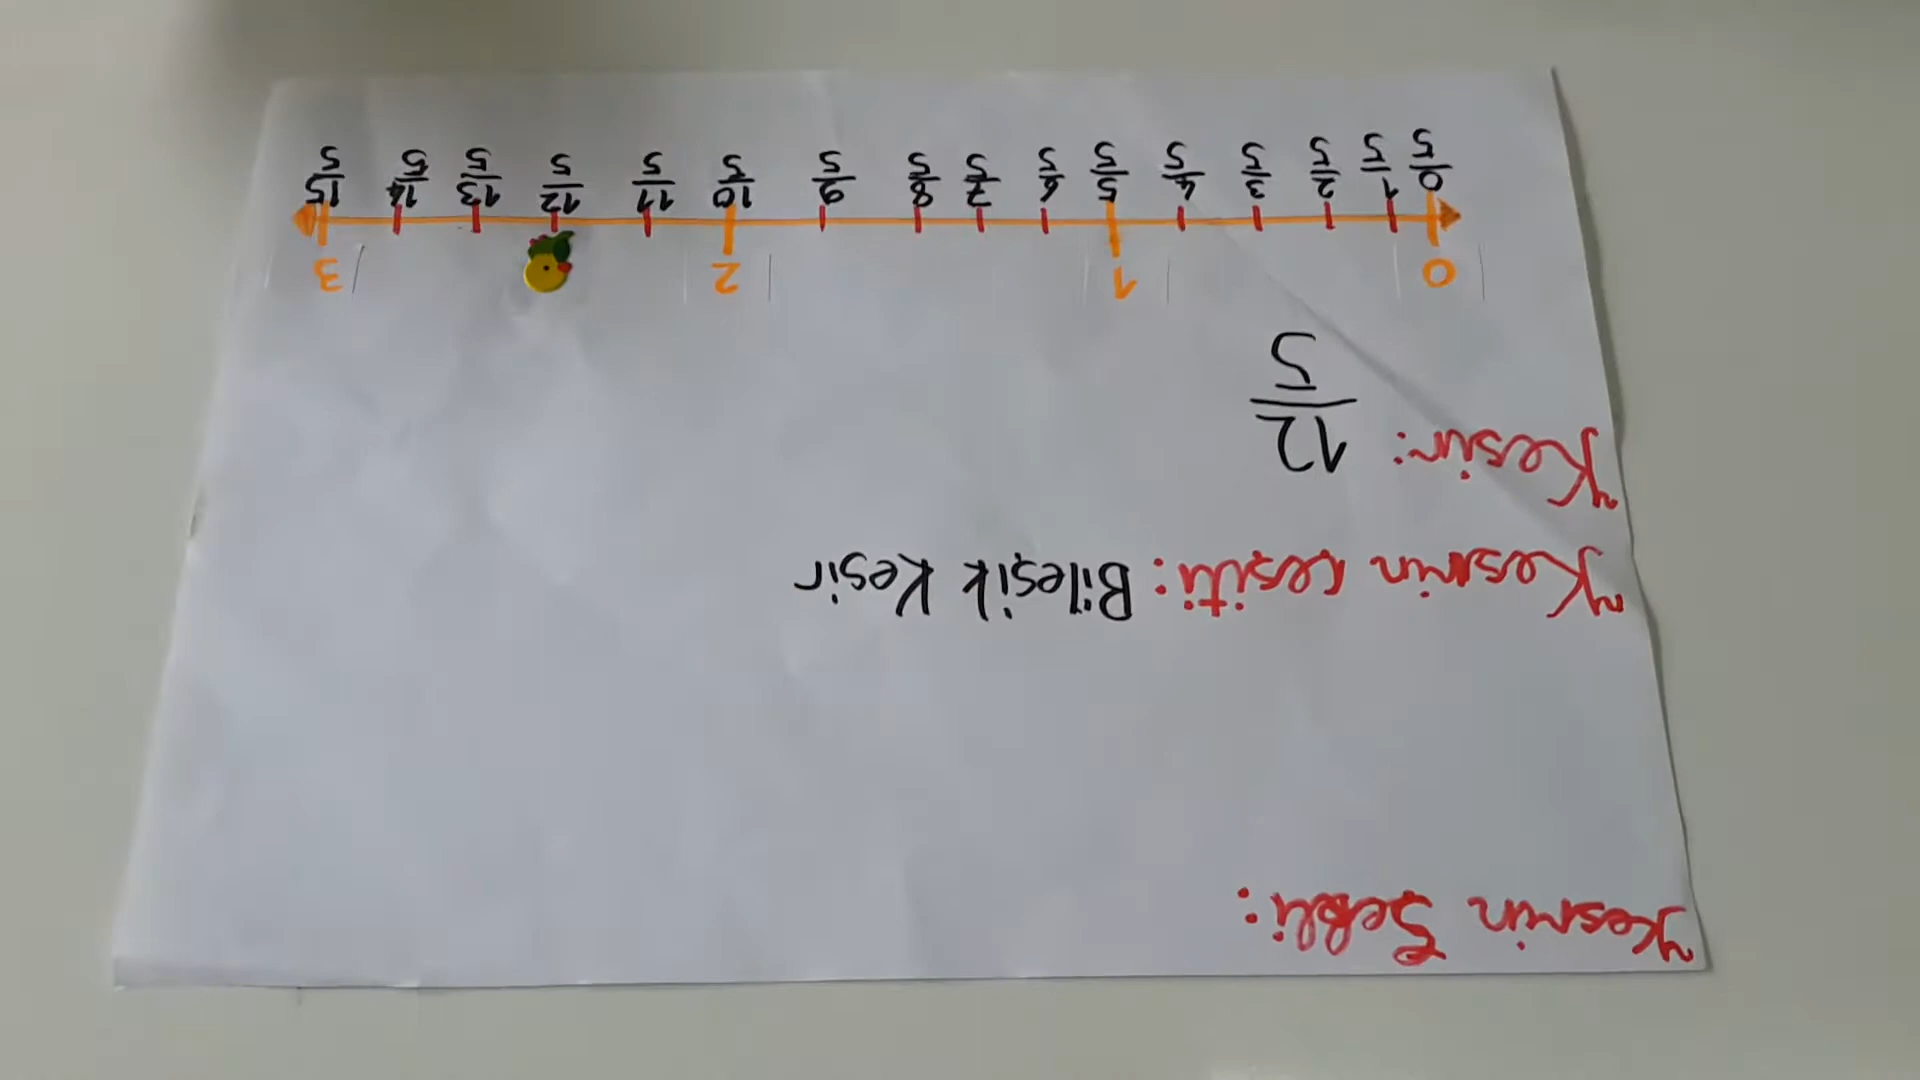 Kesrin Şekli:
Kesrin çeşiti: Bileşik Kesir
Kesir: 12/5
0 1 2 3
0/5 1/5 2/5 3/5 4/5 5/5 6/5 7/5 8/5 9/5 10/5 11/5 12/5 13/5 14/5 15/5